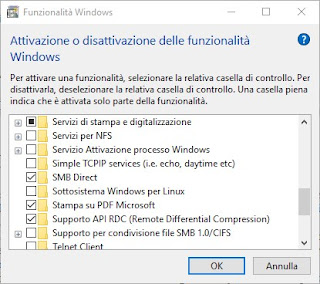 Funzionalità Windows
Attivazione o disattivazione delle funzionalità
Windows
Per attivare una funzionalità, selezionare la relativa casella di controllo. Per
disattivarla, deselezionare la relativa casella di controllo. Una casella piena
indica che è attivata solo parte della funzionalità.
Servizi di stampa e digitalizzazione
Servizi per NFS
Servizio Attivazione processo Windows
Simple TCPIP services (i.e. echo, daytime etc)
SMB Direct
Sottosistema Windows per Linux
Stampa su PDF Microsoft
Supporto API RDC (Remote Differential Compression)
Supporto per condivisione file SMB 1.0/CIFS
Telnet Client
OK
Annulla